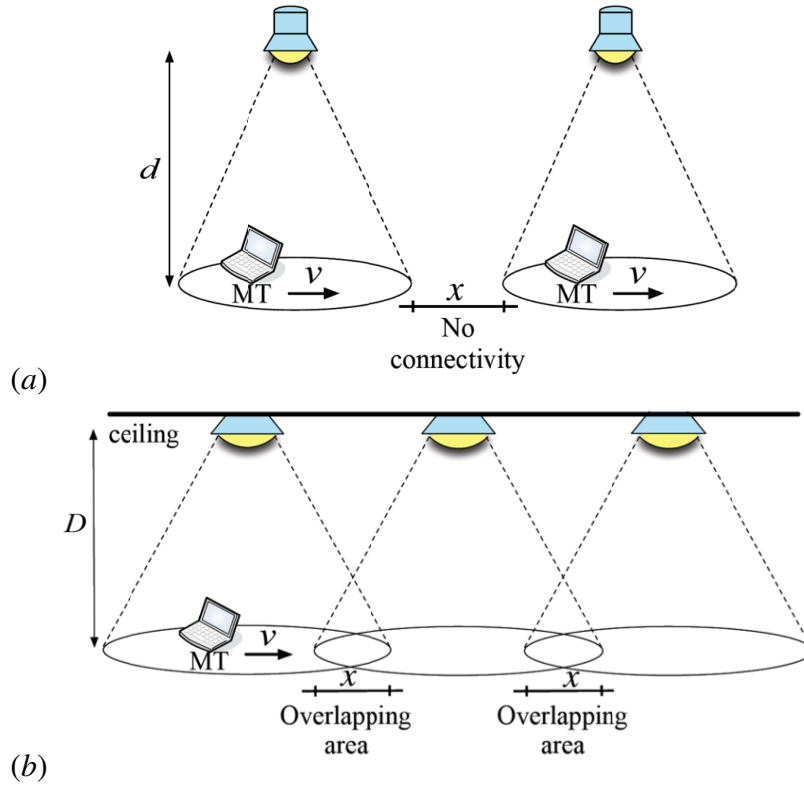 d
MT
v
x
MT
v
No
connectivity
(a)
ceiling
D
MT
v
x
x
Overlapping
area
Overlapping
area
(b)